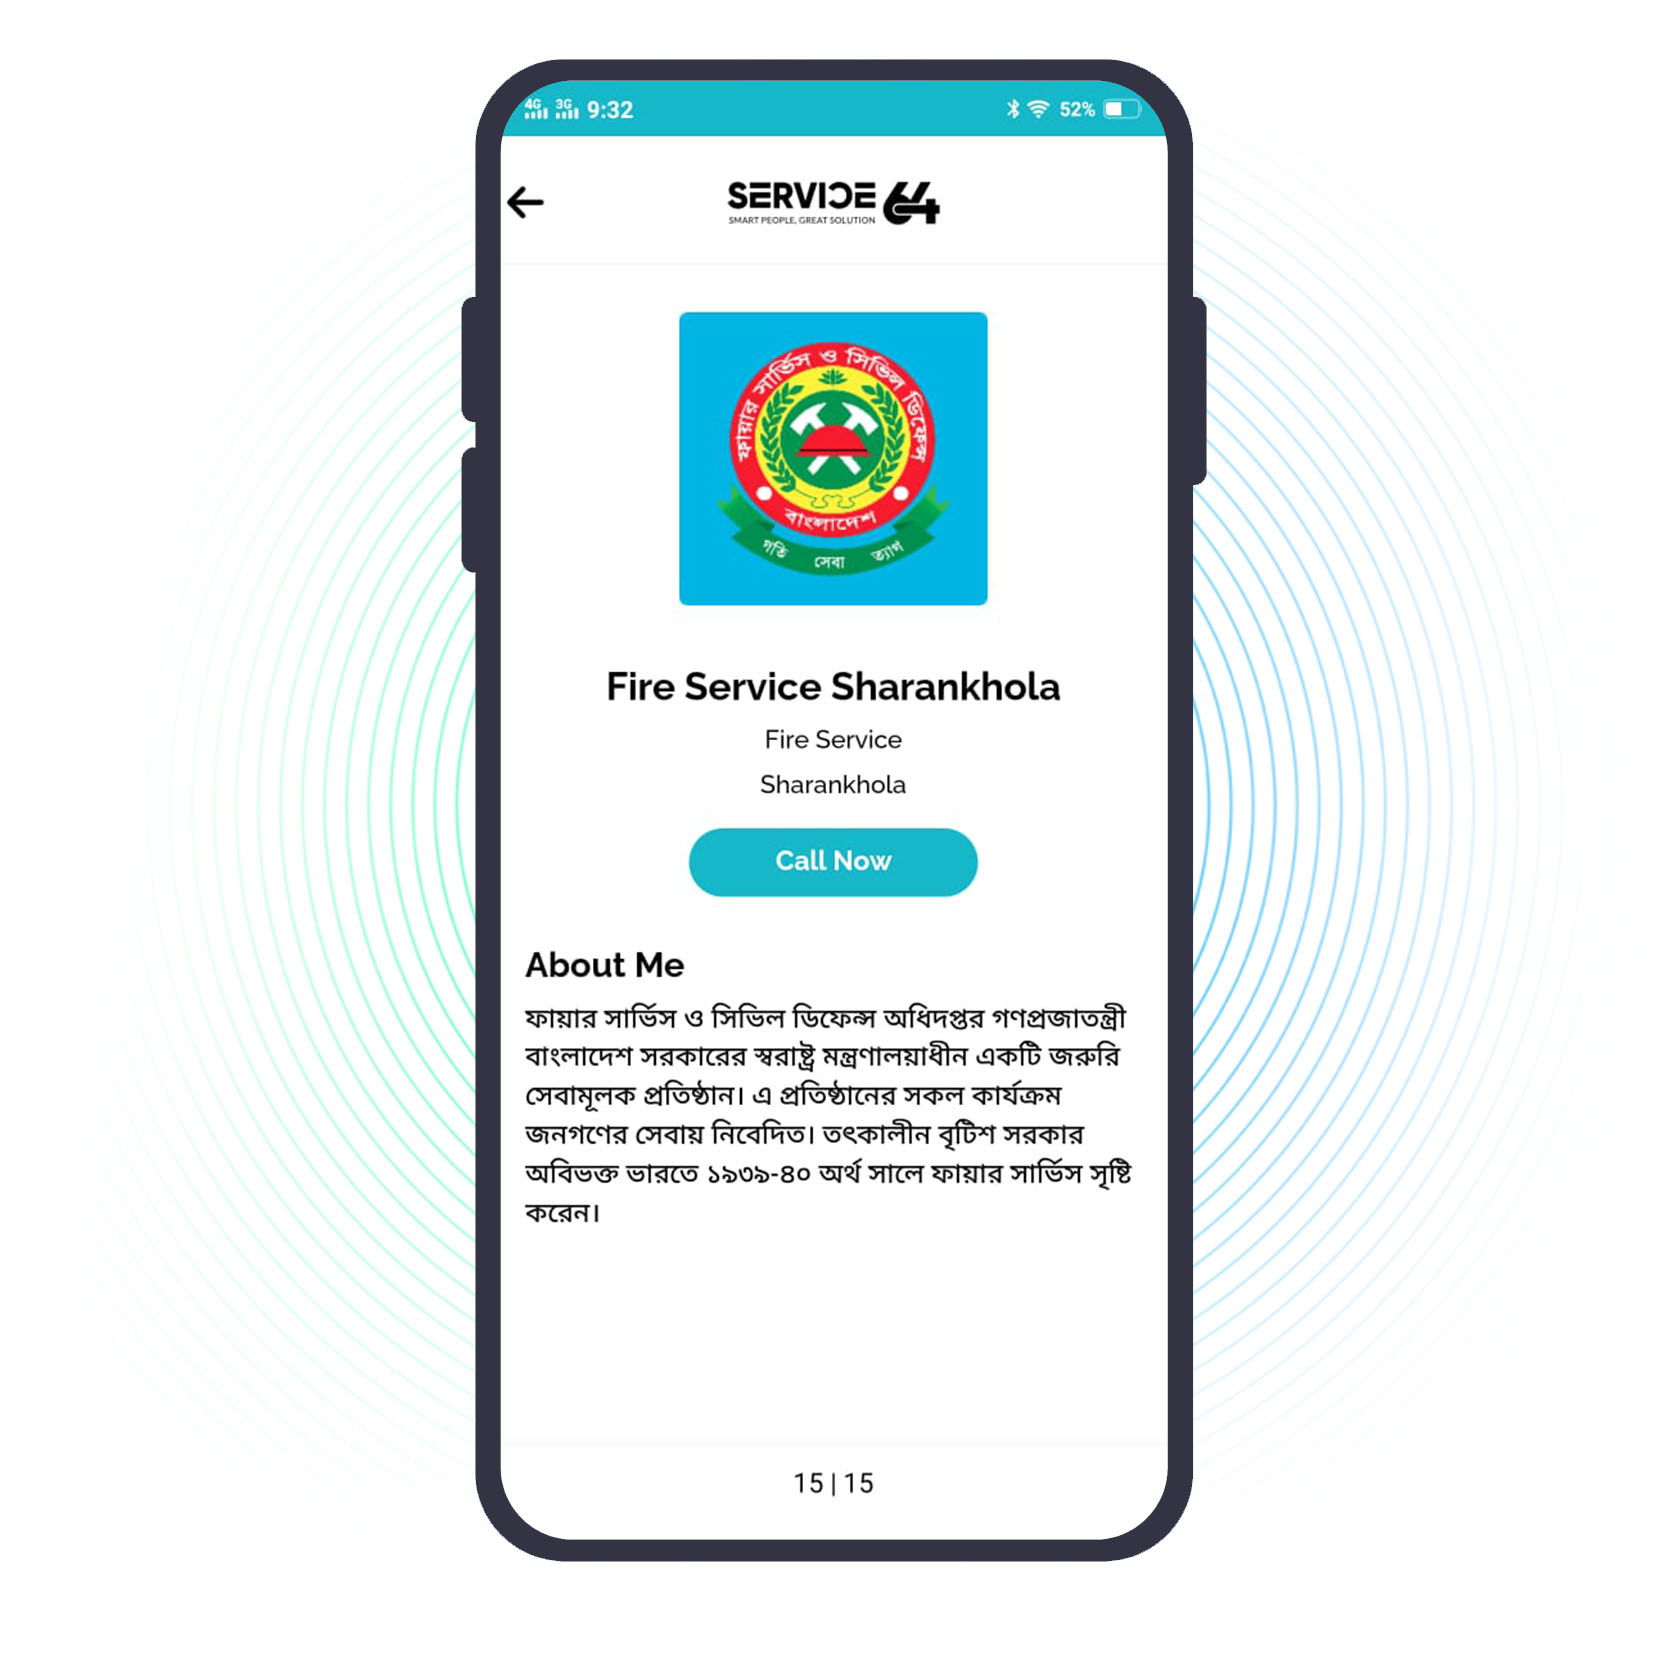 4G 3G 9:32 52%
SERVICE 64
SMART PEOPLE, GREAT SOLUTION
ফায়ার সার্ভিস ও সিভিল ডিফেন্স
বাংলাদেশ
গতি সেবা ত্যাগ
Fire Service Sharankhola
Fire Service
Sharankhola
Call Now
About Me
ফায়ার সার্ভিস ও সিভিল ডিফেন্স অধিদপ্তর গণপ্রজাতন্ত্রী
বাংলাদেশ সরকারের স্বরাষ্ট্র মন্ত্রণালয়াধীন একটি জরুরি
সেবামূলক প্রতিষ্ঠান। এ প্রতিষ্ঠানের সকল কার্যক্রম
জনগণের সেবায় নিবেদিত। তৎকালীন বৃটিশ সরকার
অবিভক্ত ভারতে ১৯৩৯-৪০ অর্থ সালে ফায়ার সার্ভিস সৃষ্টি
করেন।
15 | 15